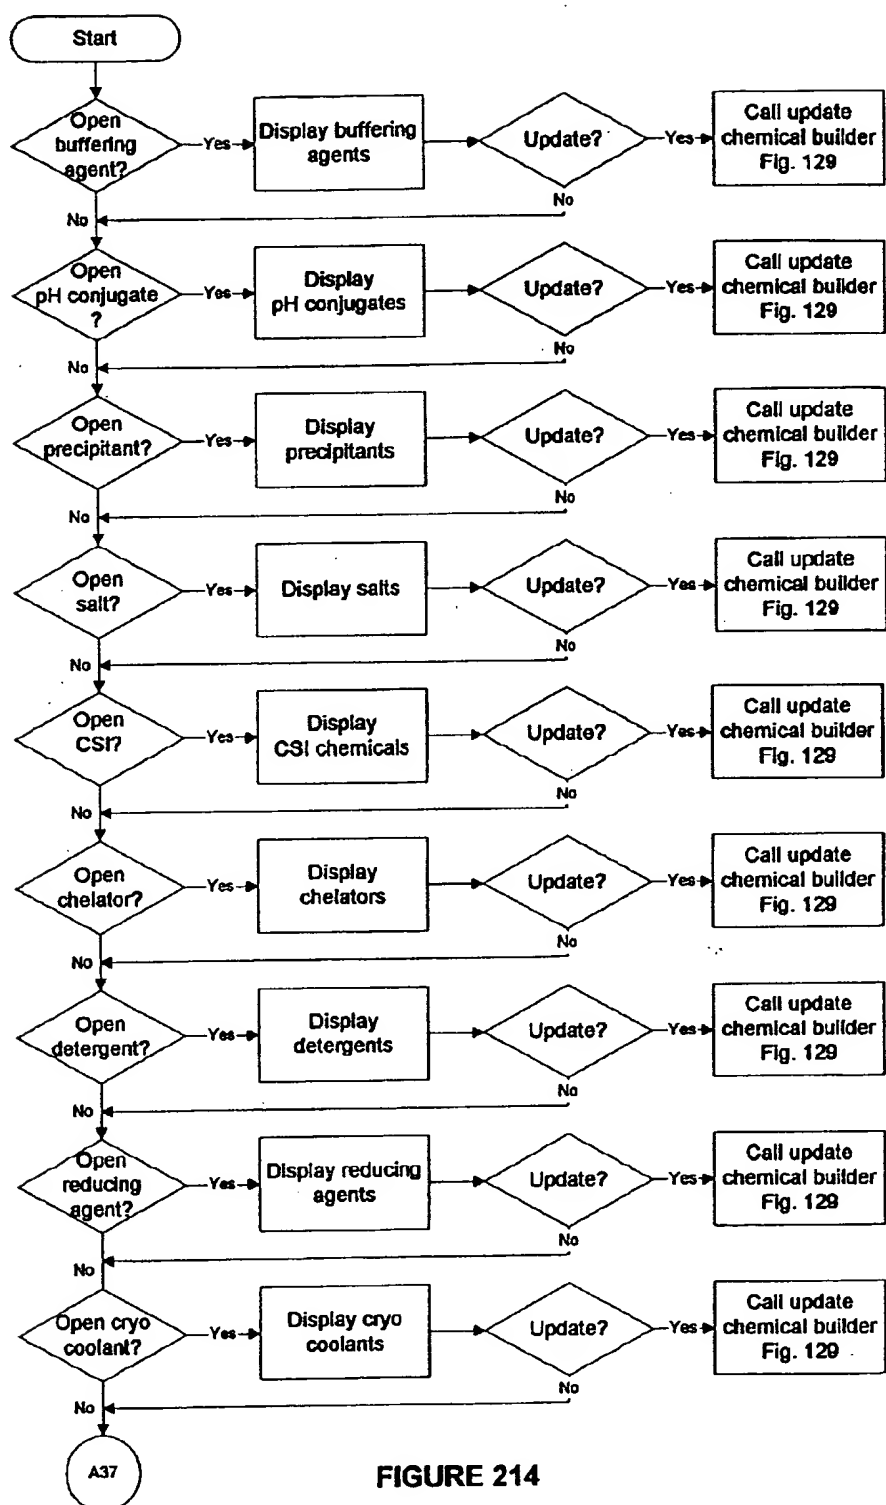 Start
Open
buffering
agent?
Yes
Display buffering
agents
Update?
Yes
Call update
chemical builder
Fig. 129
No
No
Open
pH conjugate
?
Yes
Display
pH conjugates
Update?
Yes
Call update
chemical builder
Fig. 129
No
No
Open
precipitant?
Yes
Display
precipitants
Update?
Yes
Call update
chemical builder
Fig. 129
No
No
Open
salt?
Yes
Display salts
Update?
Yes
Call update
chemical builder
Fig. 129
No
No
Open
CSI?
Yes
Display
CSI chemicals
Update?
Yes
Call update
chemical builder
Fig. 129
No
No
Open
chelator?
Yes
Display
chelators
Update?
Yes
Call update
chemical builder
Fig. 129
No
No
Open
detergent?
Yes
Display
detergents
Update?
Yes
Call update
chemical builder
Fig. 129
No
No
Open
reducing
agent?
Yes
Display reducing
agents
Update?
Yes
Call update
chemical builder
Fig. 129
No
No
Open cryo
coolant?
Yes
Display cryo
coolants
Update?
Yes
Call update
chemical builder
Fig. 129
No
No
A37
FIGURE 214